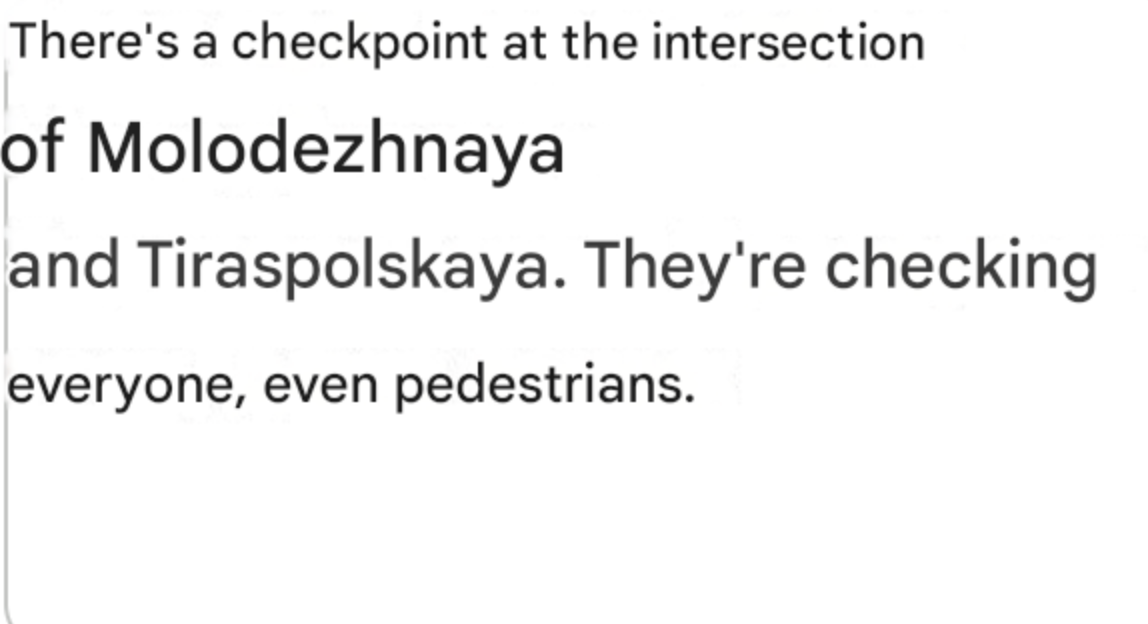 There's a checkpoint at the intersection
of Molodezhnaya
and Tiraspolskaya. They're checking
everyone, even pedestrians.